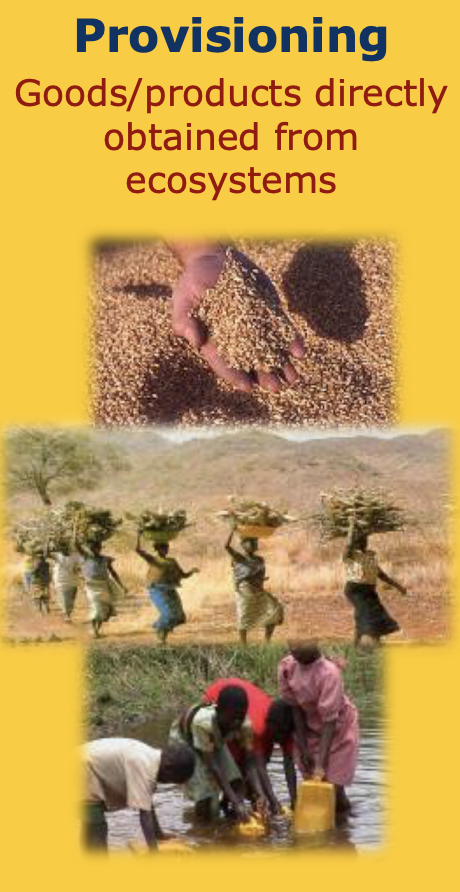 Provisioning
Goods/products directly
obtained from
ecosystems